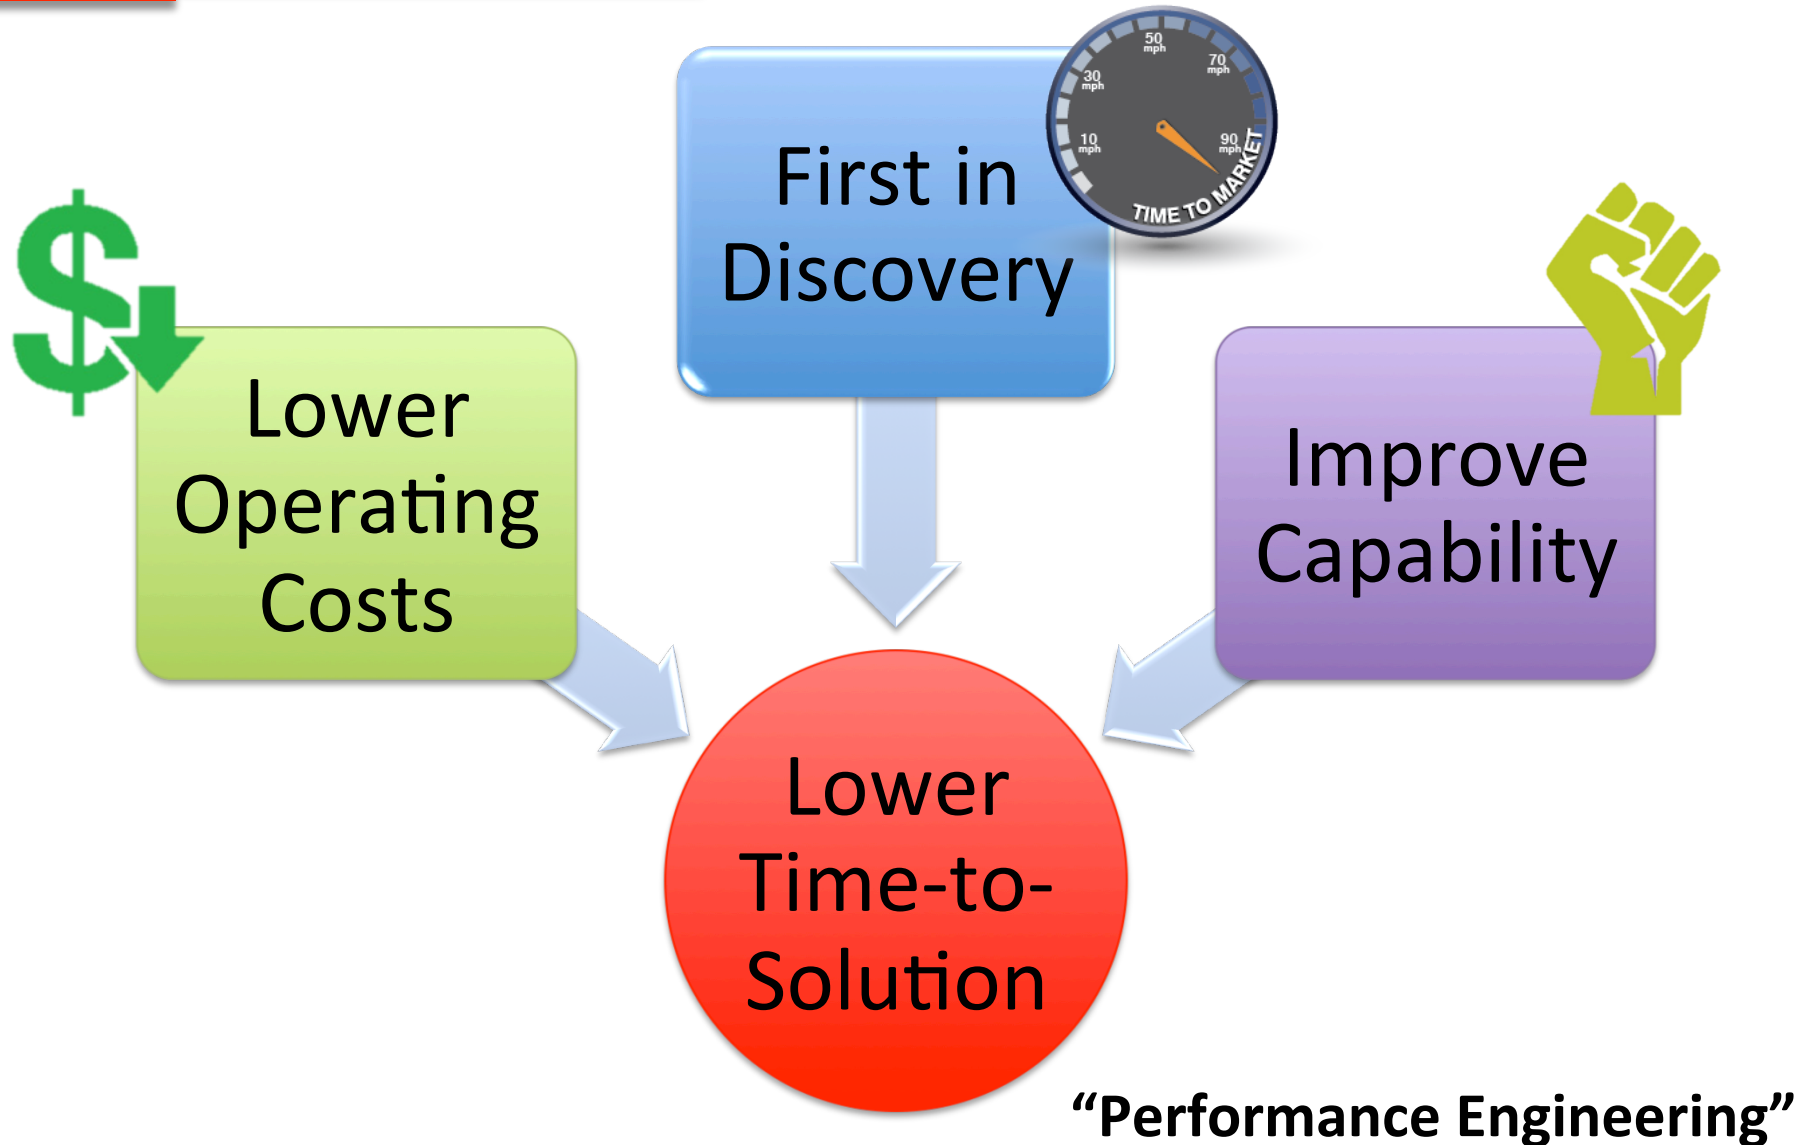 First in
Discovery
10
mph
30
mph
50
mph
70
mph
90
mph
TIME TO MARKET
Lower
Operating
Costs
Improve
Capability
Lower
Time-to-
Solution
“Performance Engineering”